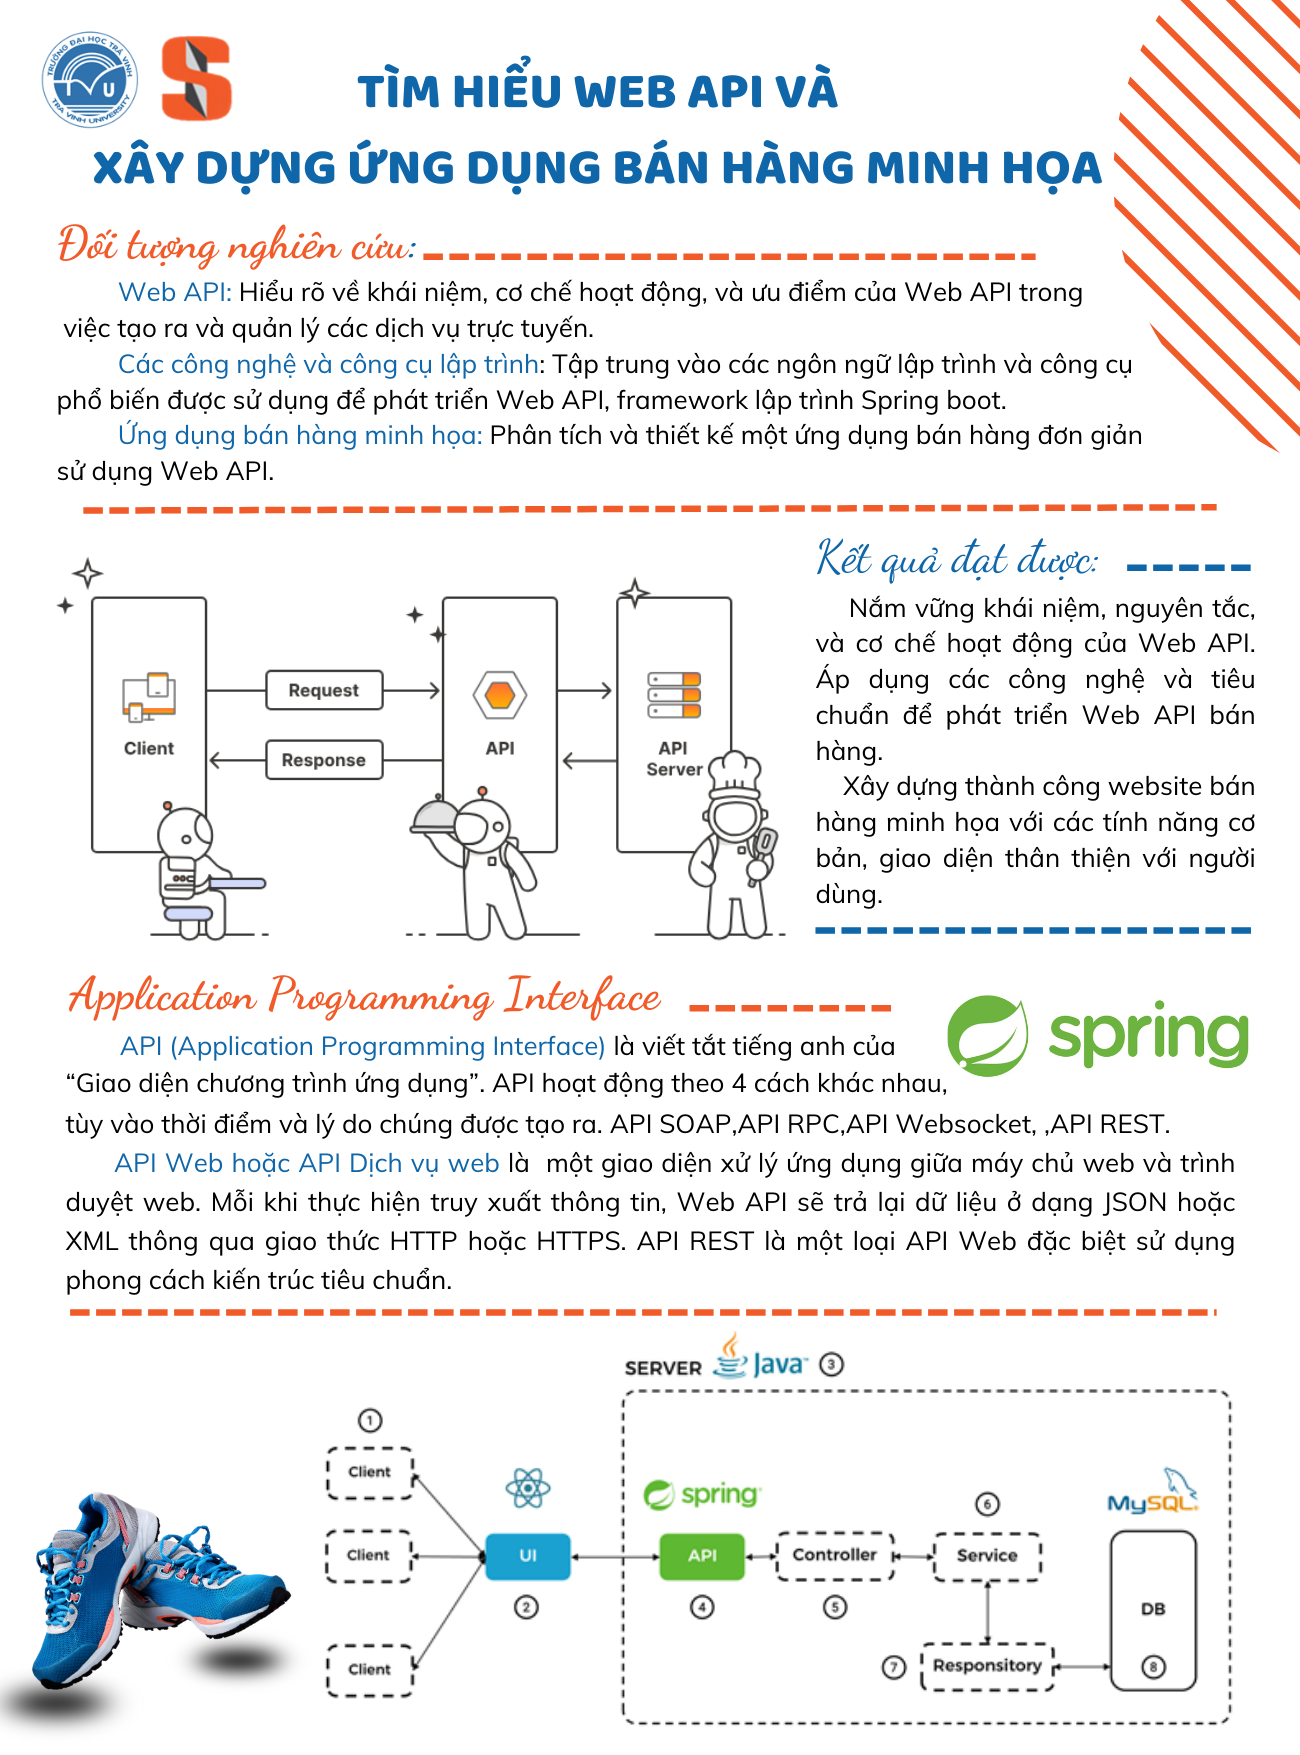 TRƯỜNG ĐẠI HỌC TRÀ VINH
TVU
TRA VINH UNIVERSITY
S
TÌM HIỂU WEB API VÀ
XÂY DỰNG ỨNG DỤNG BÁN HÀNG MINH HỌA
Đối tượng nghiên cứu:
Web API: Hiểu rõ về khái niệm, cơ chế hoạt động, và ưu điểm của Web API trong
việc tạo ra và quản lý các dịch vụ trực tuyến.
Các công nghệ và công cụ lập trình: Tập trung vào các ngôn ngữ lập trình và công cụ
phổ biến được sử dụng để phát triển Web API, framework lập trình Spring boot.
Ứng dụng bán hàng minh họa: Phân tích và thiết kế một ứng dụng bán hàng đơn giản
sử dụng Web API.
Request
Response
Client
API
API
Server
Kết quả đạt được:
Nắm vững khái niệm, nguyên tắc,
và cơ chế hoạt động của Web API.
Áp dụng các công nghệ và tiêu
chuẩn để phát triển Web API bán
hàng.
Xây dựng thành công website bán
hàng minh họa với các tính năng cơ
bản, giao diện thân thiện với người
dùng.
Application Programming Interface
spring
API (Application Programming Interface) là viết tắt tiếng anh của
“Giao diện chương trình ứng dụng”. API hoạt động theo 4 cách khác nhau,
tùy vào thời điểm và lý do chúng được tạo ra. API SOAP,API RPC,API Websocket, ,API REST.
API Web hoặc API Dịch vụ web là một giao diện xử lý ứng dụng giữa máy chủ web và trình
duyệt web. Mỗi khi thực hiện truy xuất thông tin, Web API sẽ trả lại dữ liệu ở dạng JSON hoặc
XML thông qua giao thức HTTP hoặc HTTPS. API REST là một loại API Web đặc biệt sử dụng
phong cách kiến trúc tiêu chuẩn.
SERVER Java™ 3
1
Client
Client
Client
UI
2
spring
API
4
Controller
5
6
Service
7
Responsitory
MySQL
DB
8